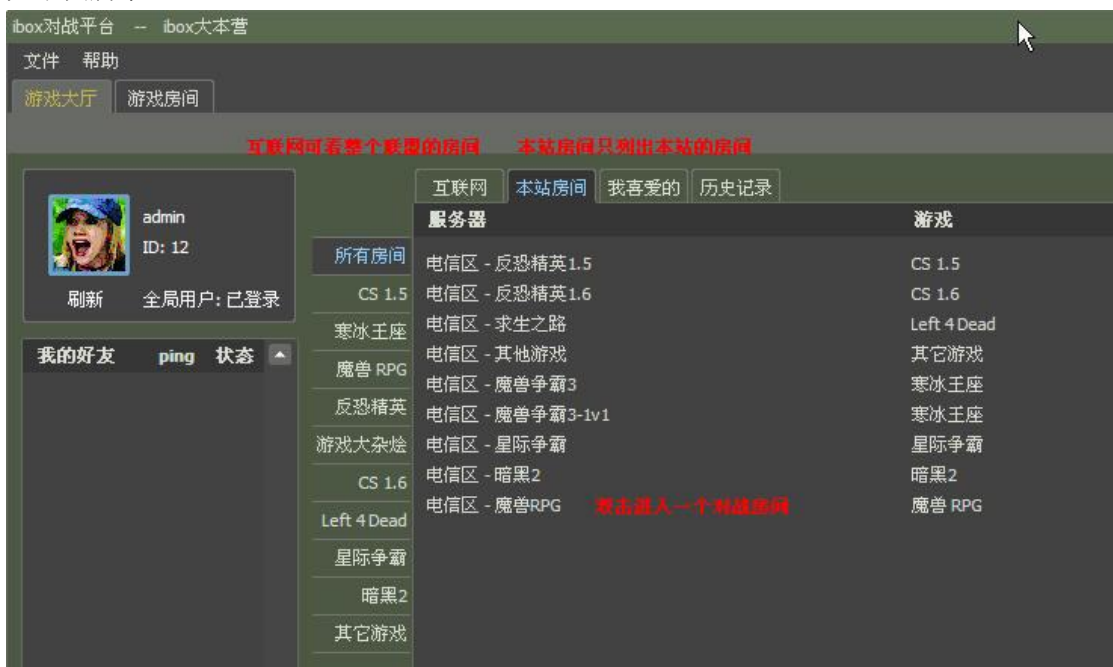 ibox对战平台 -- ibox大本营
文件 帮助
游戏大厅 游戏房间
互联网可看整个联盟的房间 本站房间只列出本站的房间
admin
ID: 12
刷新 全局用户: 已登录
我的好友 ping 状态
所有房间
CS 1.5
寒冰王座
魔兽 RPG
反恐精英
游戏大杂烩
CS 1.6
Left 4 Dead
星际争霸
暗黑2
其它游戏
互联网 本站房间 我喜爱的 历史记录
服务器 游戏
电信区 - 反恐精英1.5 CS 1.5
电信区 - 反恐精英1.6 CS 1.6
电信区 - 求生之路 Left 4 Dead
电信区 - 其他游戏 其它游戏
电信区 - 魔兽争霸3 寒冰王座
电信区 - 魔兽争霸3-1v1 寒冰王座
电信区 - 星际争霸 星际争霸
电信区 - 暗黑2 暗黑2
电信区 - 魔兽RPG 双击进入一个对战房间 魔兽 RPG